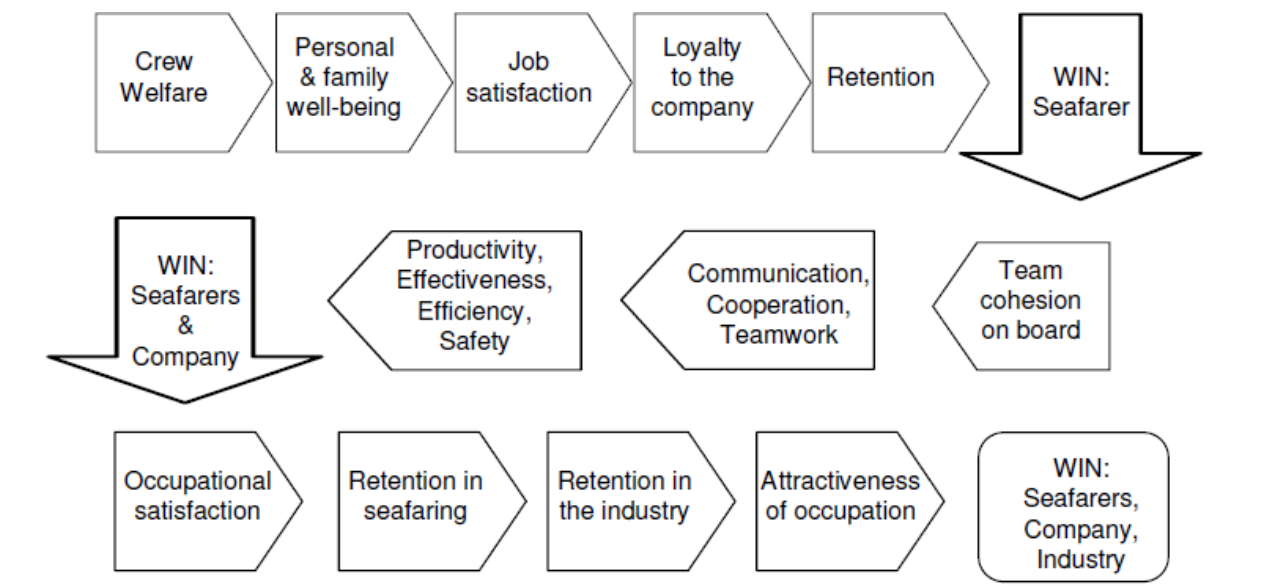 Crew
Welfare
Personal
& family
well-being
Job
satisfaction
Loyalty
to the
company
Retention
WIN:
Seafarer
Team
cohesion
on board
Communication,
Cooperation,
Teamwork
Productivity,
Effectiveness,
Efficiency,
Safety
WIN:
Seafarers
&
Company
Occupational
satisfaction
Retention in
seafaring
Retention in
the industry
Attractiveness
of occupation
WIN:
Seafarers,
Company,
Industry